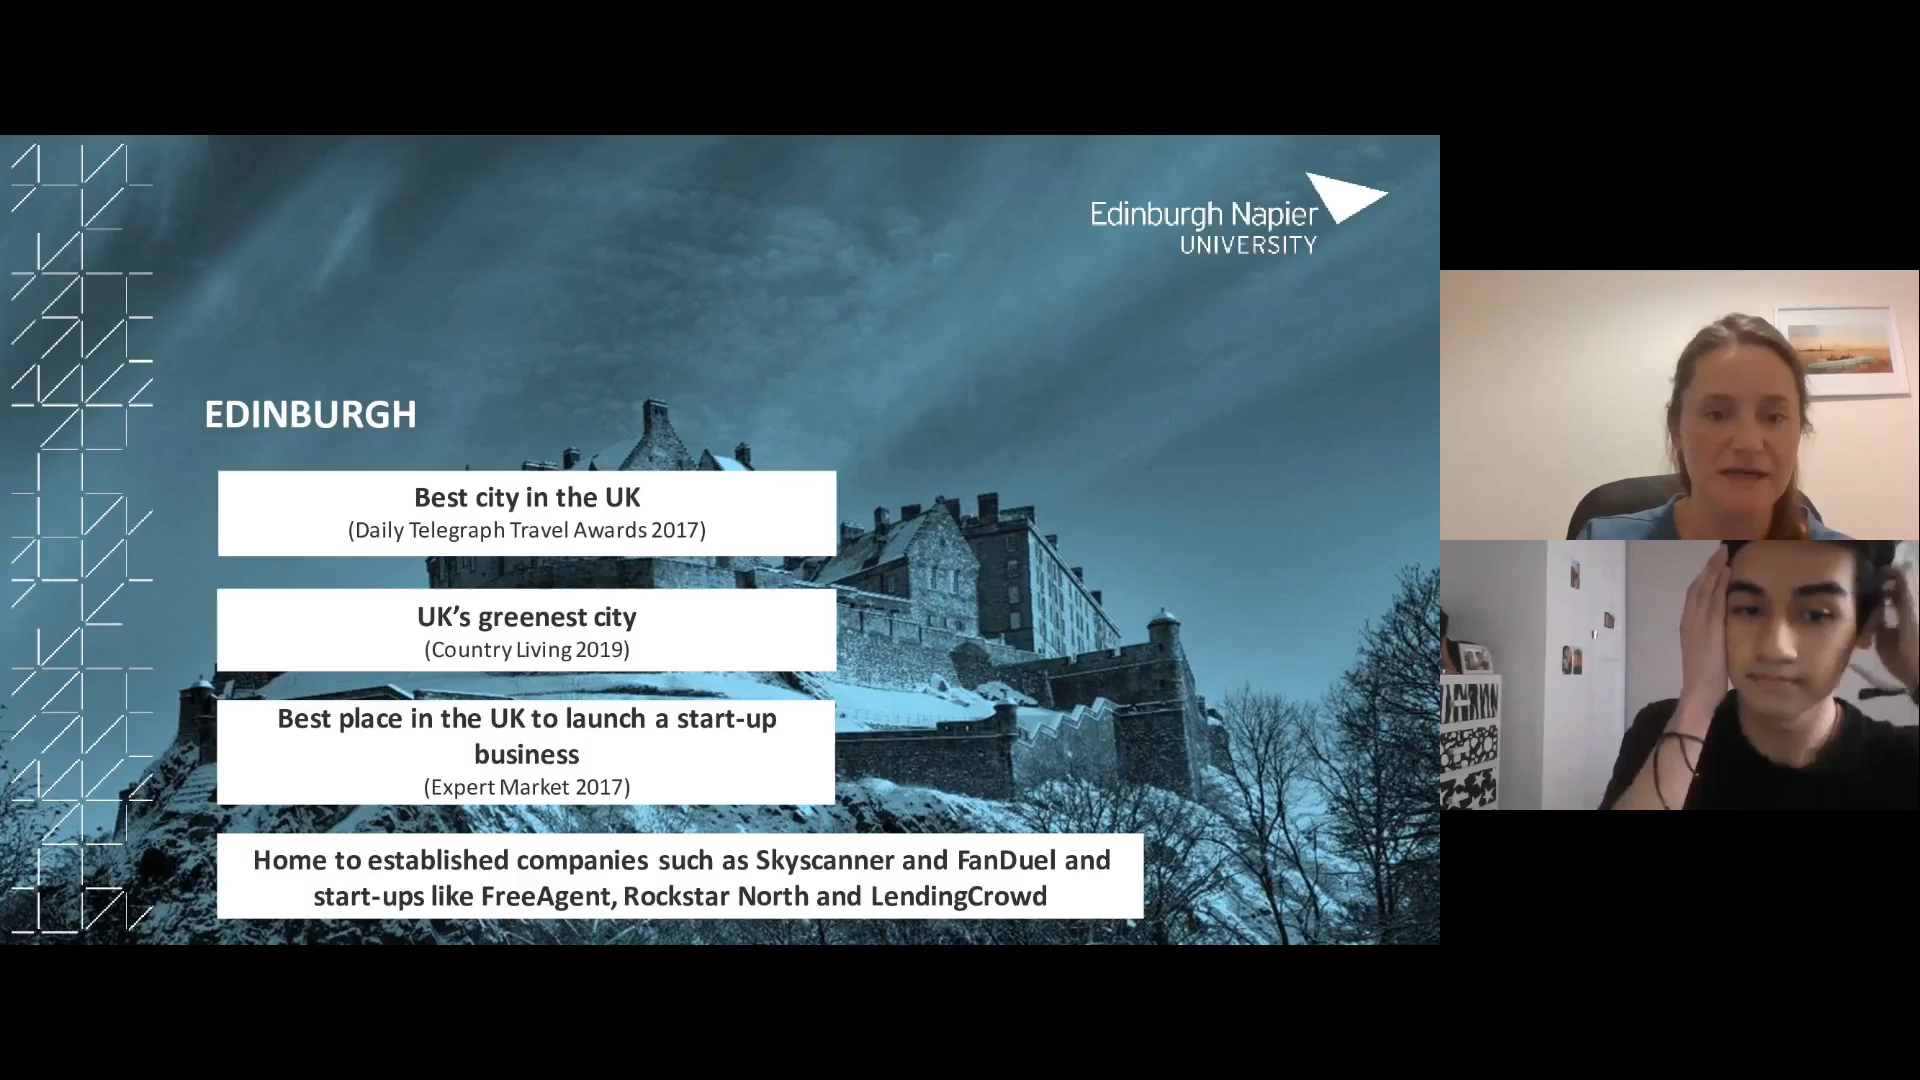 Edinburgh Napier
UNIVERSITY
EDINBURGH
Best city in the UK
(Daily Telegraph Travel Awards 2017)
UK’s greenest city
(Country Living 2019)
Best place in the UK to launch a start-up
business
(Expert Market 2017)
Home to established companies such as Skyscanner and FanDuel and
start-ups like FreeAgent, Rockstar North and LendingCrowd